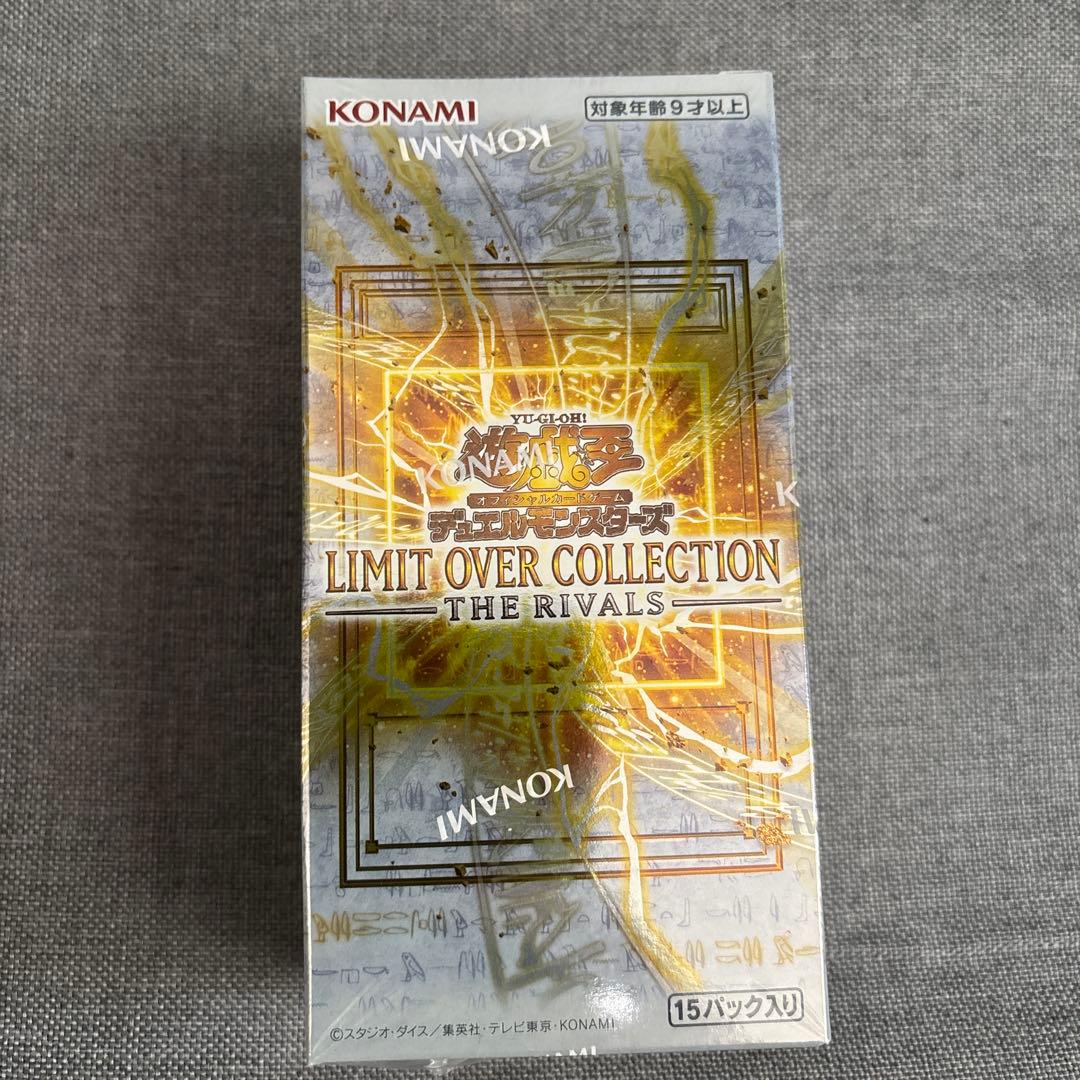 KONAMI
対象年齢9才以上
KONAMI
YU-GI-OH!
遊戯王
KONAMI
オフィシャルカードゲーム
デュエルモンスターズ
LIMIT OVER COLLECTION
THE RIVALS
KONAMI
15パック入り
©スタジオ・ダイス／集英社・テレビ東京・KONAMI
KONAMI